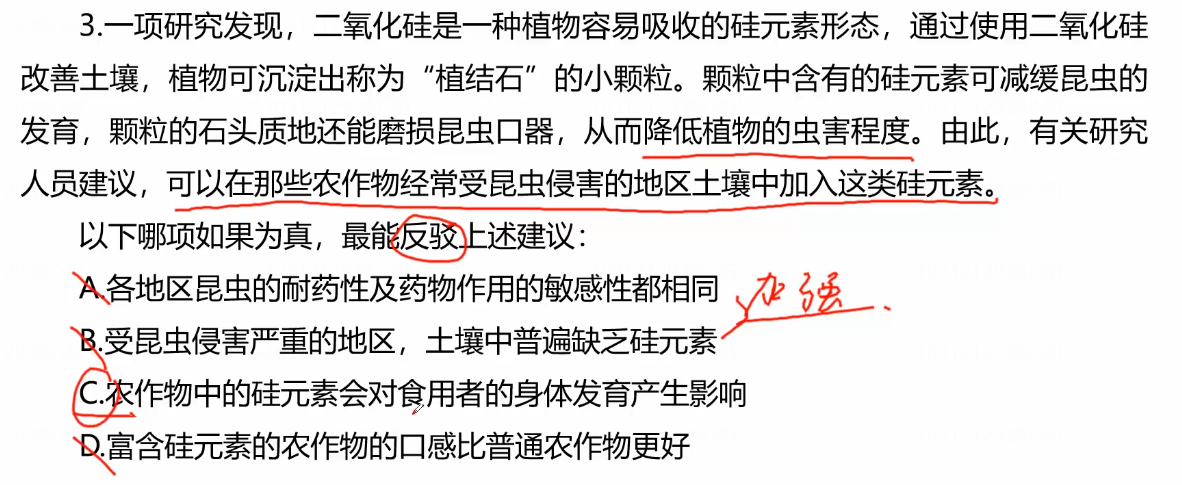 3.一项研究发现，二氧化硅是一种植物容易吸收的硅元素形态，通过使用二氧化硅
改善土壤，植物可沉淀出称为“植结石”的小颗粒。颗粒中含有的硅元素可减缓昆虫的
发育，颗粒的石头质地还能磨损昆虫口器，从而降低植物的虫害程度。由此，有关研究
人员建议，可以在那些农作物经常受昆虫侵害的地区土壤中加入这类硅元素。
以下哪项如果为真，最能反驳上述建议：
A.各地区昆虫的耐药性及药物作用的敏感性都相同
加强
B.受昆虫侵害严重的地区，土壤中普遍缺乏硅元素
C.农作物中的硅元素会对食用者的身体发育产生影响
D.富含硅元素的农作物的口感比普通农作物更好